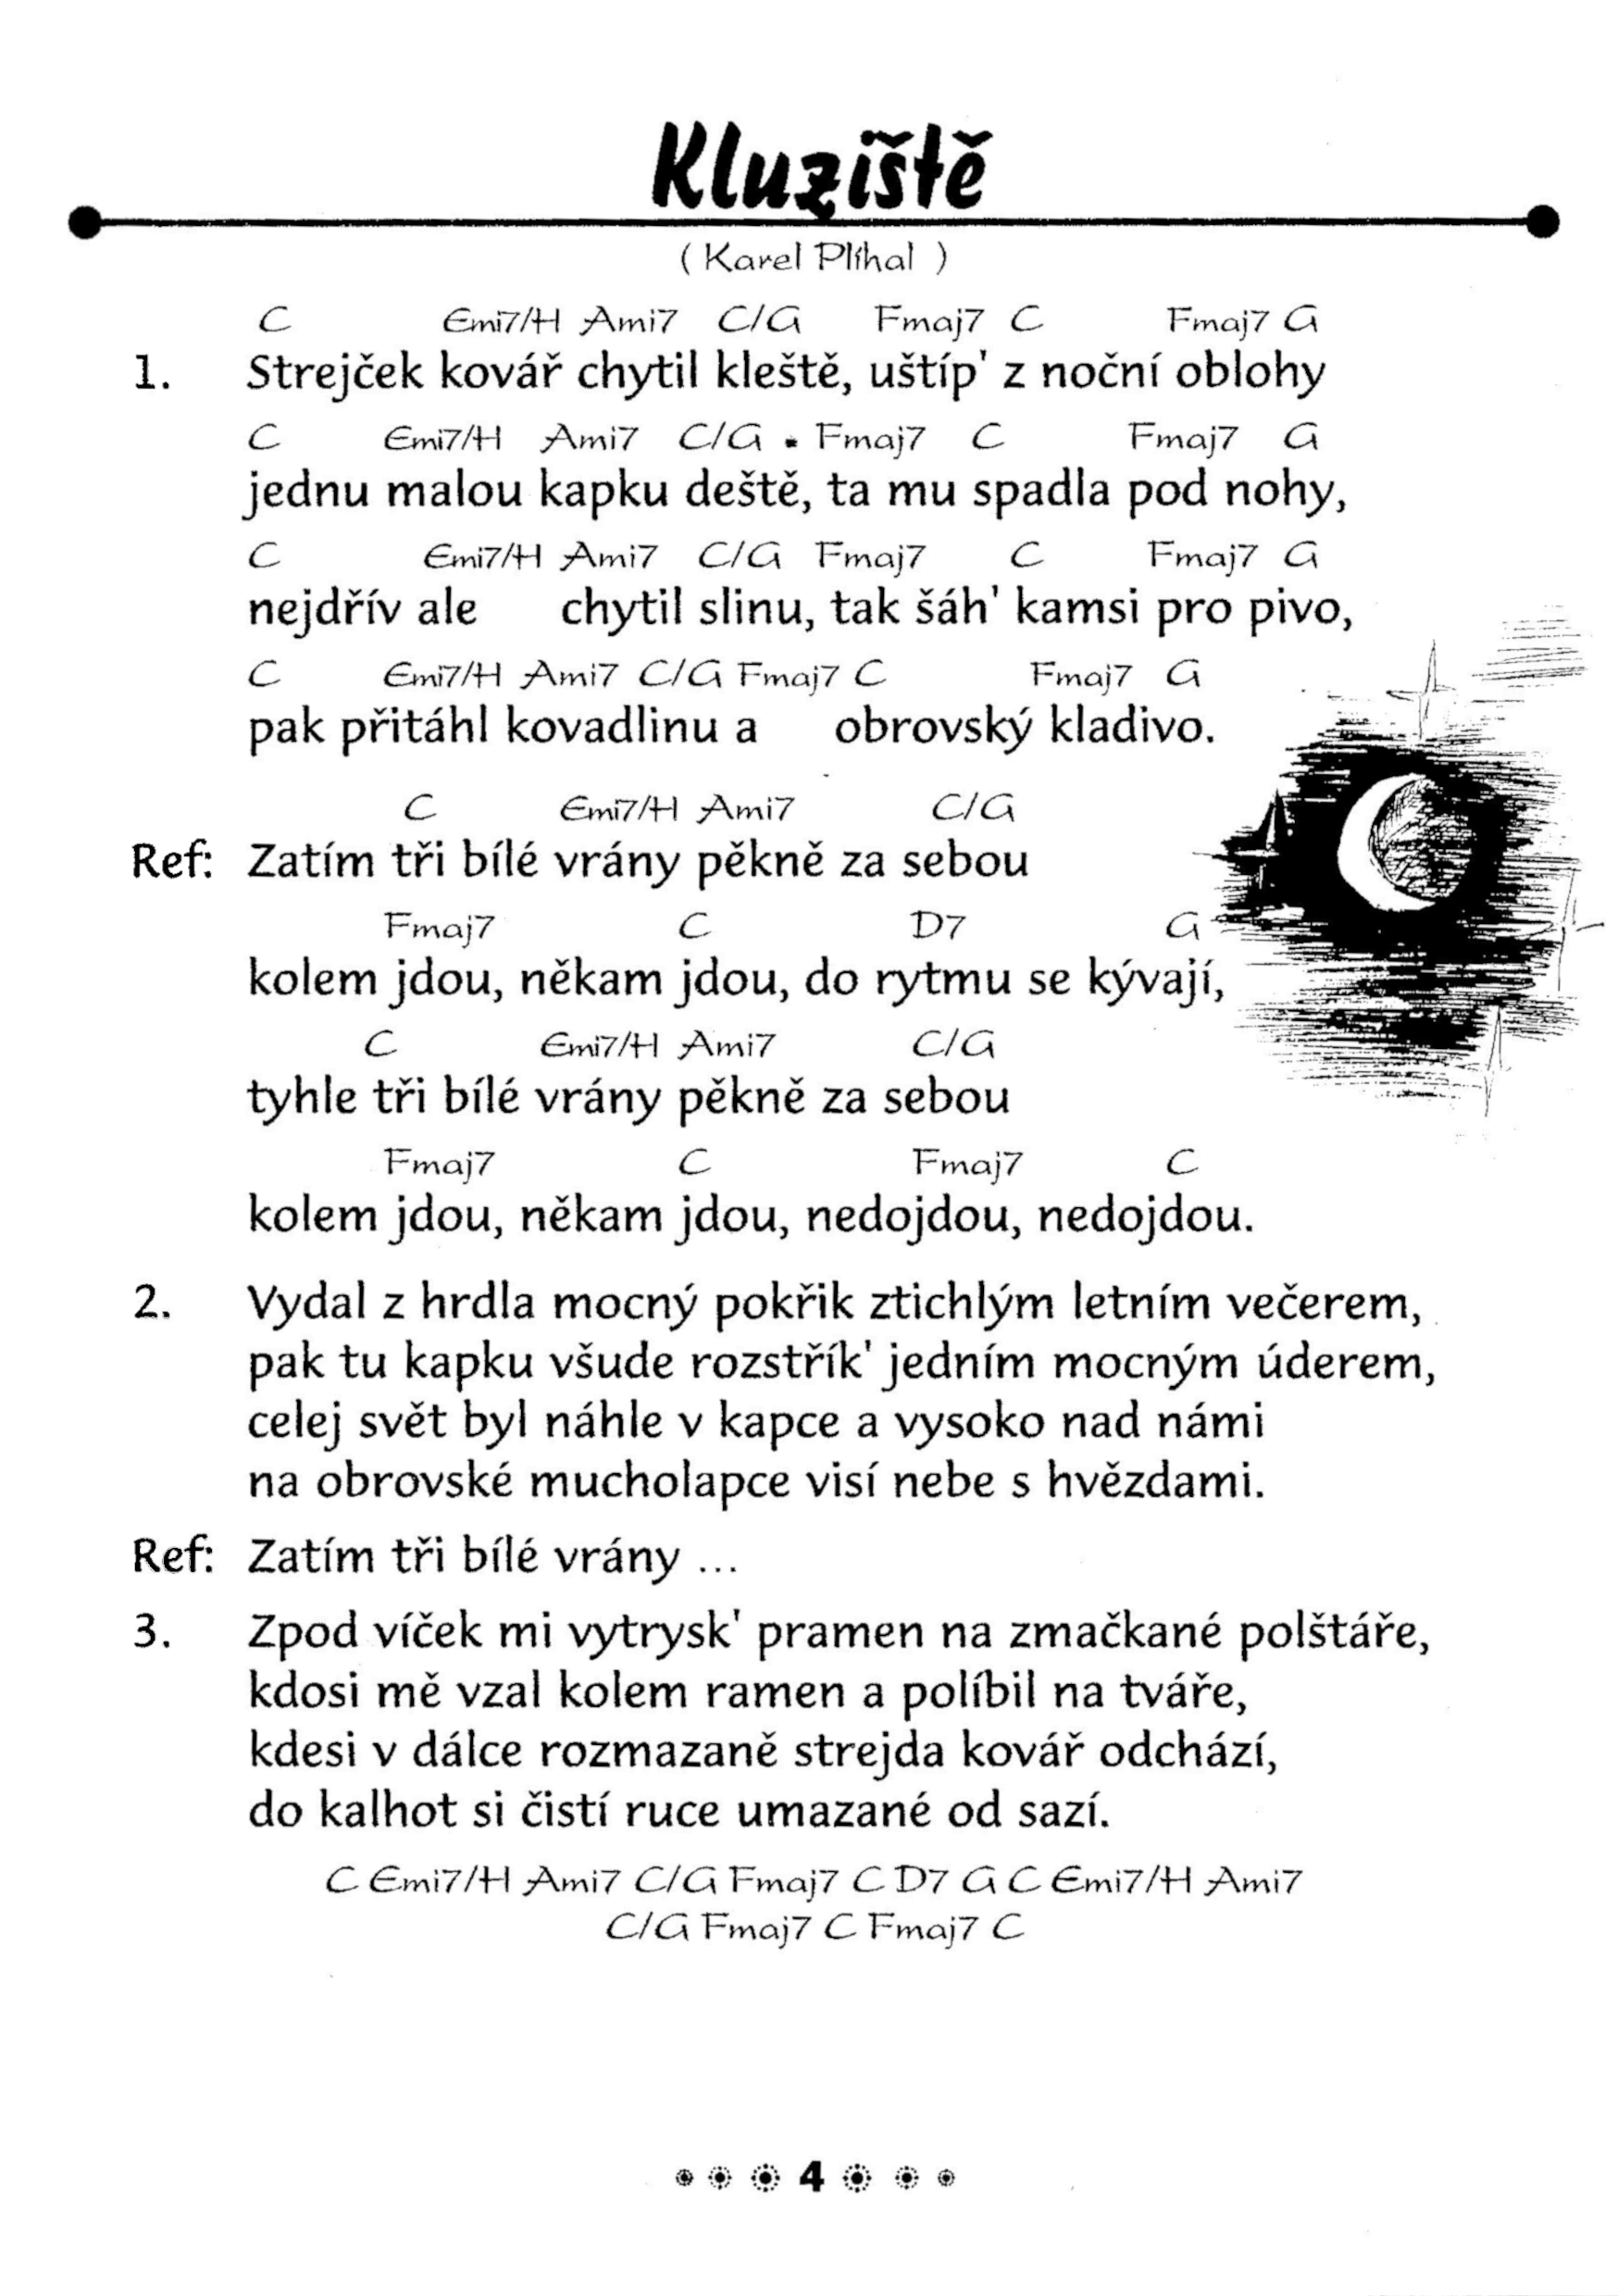 Kluziště
( Karel Plíhal )
C Emi7/H Ami7 C/G Fmaj7 C Fmaj7 G
1. Strejček kovář chytil kleště, uštíp' z noční oblohy
C Emi7/H Ami7 C/G Fmaj7 C Fmaj7 G
jednu malou kapku deště, ta mu spadla pod nohy,
C Emi7/H Ami7 C/G Fmaj7 C Fmaj7 G
nejdřív ale chytil slinu, tak šáh' kamsi pro pivo,
C Emi7/H Ami7 C/G Fmaj7 C Fmaj7 G
pak přitáhl kovadlinu a obrovský kladivo.
C Emi7/H Ami7 C/G
Ref: Zatím tři bílé vrány pěkně za sebou
Fmaj7 C D7 G
kolem jdou, někam jdou, do rytmu se kývají,
C Emi7/H Ami7 C/G
tyhle tři bílé vrány pěkně za sebou
Fmaj7 C Fmaj7 C
kolem jdou, někam jdou, nedojdou, nedojdou.
2. Vydal z hrdla mocný pokřik ztichlým letním večerem,
pak tu kapku všude rozstřík' jedním mocným úderem,
celej svět byl náhle v kapce a vysoko nad námi
na obrovské mucholapce visí nebe s hvězdami.
Ref: Zatím tři bílé vrány ...
3. Zpod víček mi vytrysk' pramen na zmačkané polštáře,
kdosi mě vzal kolem ramen a políbil na tváře,
kdesi v dálce rozmazaně strejda kovář odchází,
do kalhot si čistí ruce umazané od sazí.
C Emi7/H Ami7 C/G Fmaj7 C D7 G C Emi7/H Ami7
C/G Fmaj7 C Fmaj7 C
4